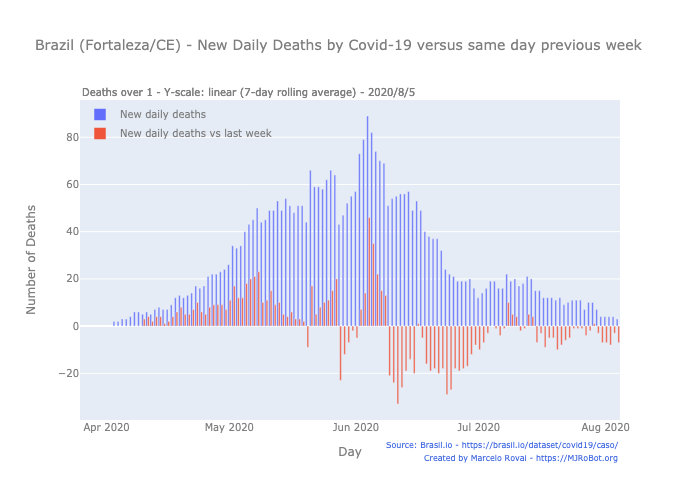 Brazil (Fortaleza/CE) - New Daily Deaths by Covid-19 versus same day previous week
Deaths over 1 - Y-scale: linear (7-day rolling average) - 2020/8/5
New daily deaths
New daily deaths vs last week
Number of Deaths
80
60
40
20
0
−20
Apr 2020
May 2020
Jun 2020
Jul 2020
Aug 2020
Day
Source: Brasil.io - https://brasil.io/dataset/covid19/caso/
Created by Marcelo Rovai - https://MJRoBot.org